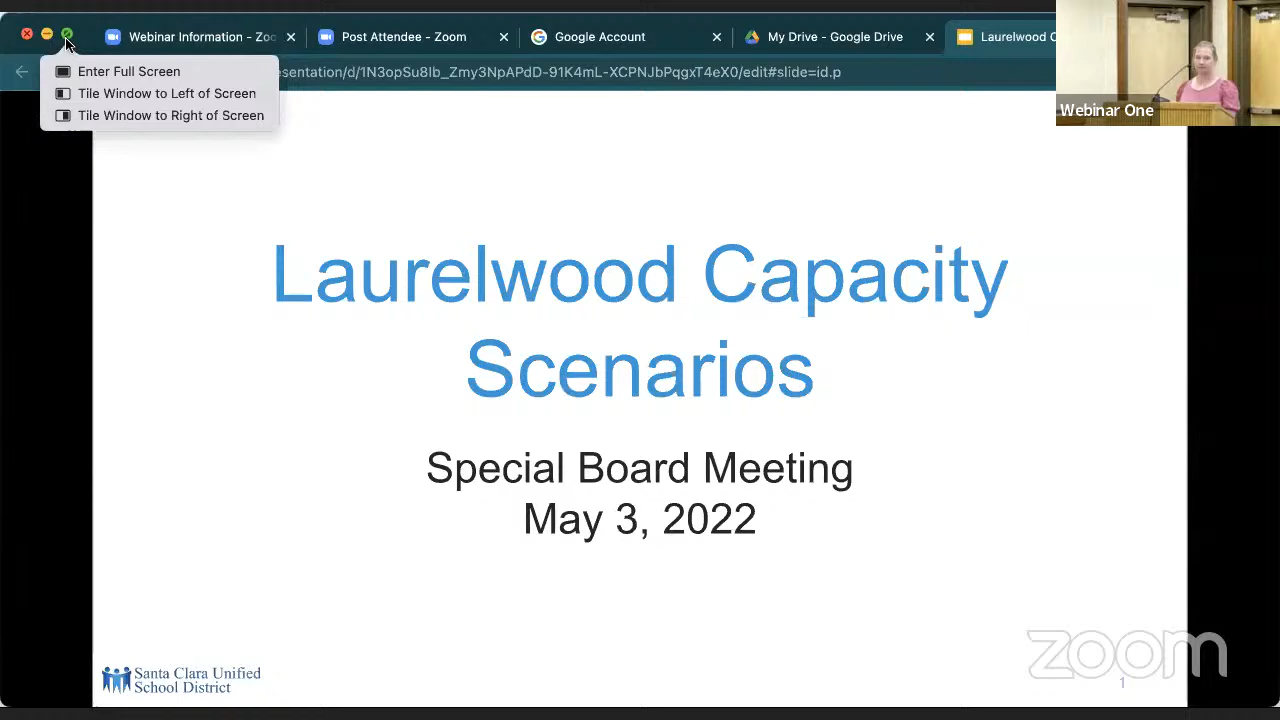 Webinar Information - Zoo
Post Attendee - Zoom
Google Account
My Drive - Google Drive
Laurelwood C
esentation/d/1N3opSu8Ib_Zmy3NpAPdD-91K4mL-XCPNJbPqgxT4eX0/edit#slide=id.p
Enter Full Screen
Tile Window to Left of Screen
Tile Window to Right of Screen
Webinar One
Laurelwood Capacity
Scenarios
Special Board Meeting
May 3, 2022
Santa Clara Unified
School District
zoom
1